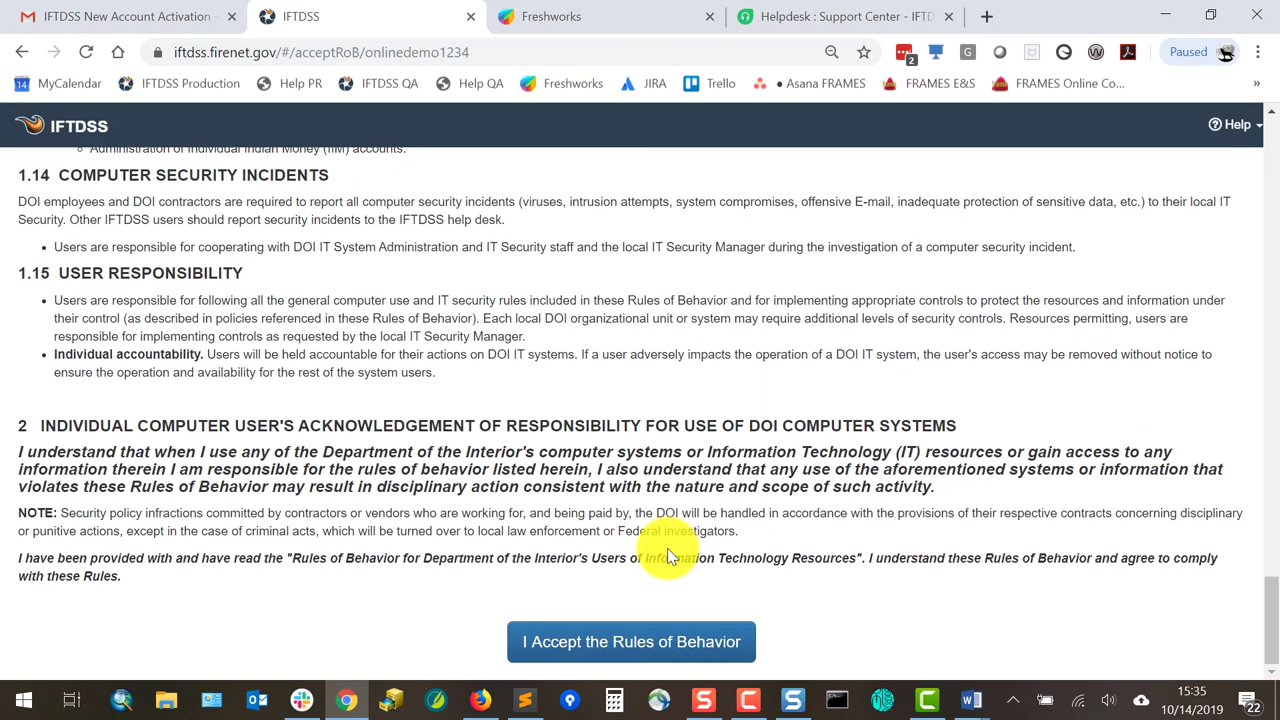 IFTDSS New Account Activation
IFTDSS
Freshworks
Helpdesk : Support Center - IFTD
iftdss.firenet.gov/#/acceptRoB/onlinedemo1234
2
G
Paused
14
MyCalendar
IFTDSS Production
Help PR
IFTDSS QA
Help QA
Freshworks
JIRA
Trello
• Asana FRAMES
FRAMES E&S
FRAMES Online Co...
»
IFTDSS
Help
Administration of Individual Indian Money (IIM) accounts.
1.14 COMPUTER SECURITY INCIDENTS
DOI employees and DOI contractors are required to report all computer security incidents (viruses, intrusion attempts, system compromises, offensive E-mail, inadequate protection of sensitive data, etc.) to their local IT
Security. Other IFTDSS users should report security incidents to the IFTDSS help desk.
• Users are responsible for cooperating with DOI IT System Administration and IT Security staff and the local IT Security Manager during the investigation of a computer security incident.
1.15 USER RESPONSIBILITY
• Users are responsible for following all the general computer use and IT security rules included in these Rules of Behavior and for implementing appropriate controls to protect the resources and information under
their control (as described in policies referenced in these Rules of Behavior). Each local DOI organizational unit or system may require additional levels of security controls. Resources permitting, users are
responsible for implementing controls as requested by the local IT Security Manager.
• Individual accountability. Users will be held accountable for their actions on DOI IT systems. If a user adversely impacts the operation of a DOI IT system, the user's access may be removed without notice to
ensure the operation and availability for the rest of the system users.
2 INDIVIDUAL COMPUTER USER'S ACKNOWLEDGEMENT OF RESPONSIBILITY FOR USE OF DOI COMPUTER SYSTEMS
I understand that when I use any of the Department of the Interior's computer systems or Information Technology (IT) resources or gain access to any
information therein I am responsible for the rules of behavior listed herein, I also understand that any use of the aforementioned systems or information that
violates these Rules of Behavior may result in disciplinary action consistent with the nature and scope of such activity.
NOTE: Security policy infractions committed by contractors or vendors who are working for, and being paid by, the DOI will be handled in accordance with the provisions of their respective contracts concerning disciplinary
or punitive actions, except in the case of criminal acts, which will be turned over to local law enforcement or Federal investigators.
I have been provided with and have read the "Rules of Behavior for Department of the Interior's Users of Information Technology Resources". I understand these Rules of Behavior and agree to comply
with these Rules.
I Accept the Rules of Behavior
15:35
10/14/2019
22